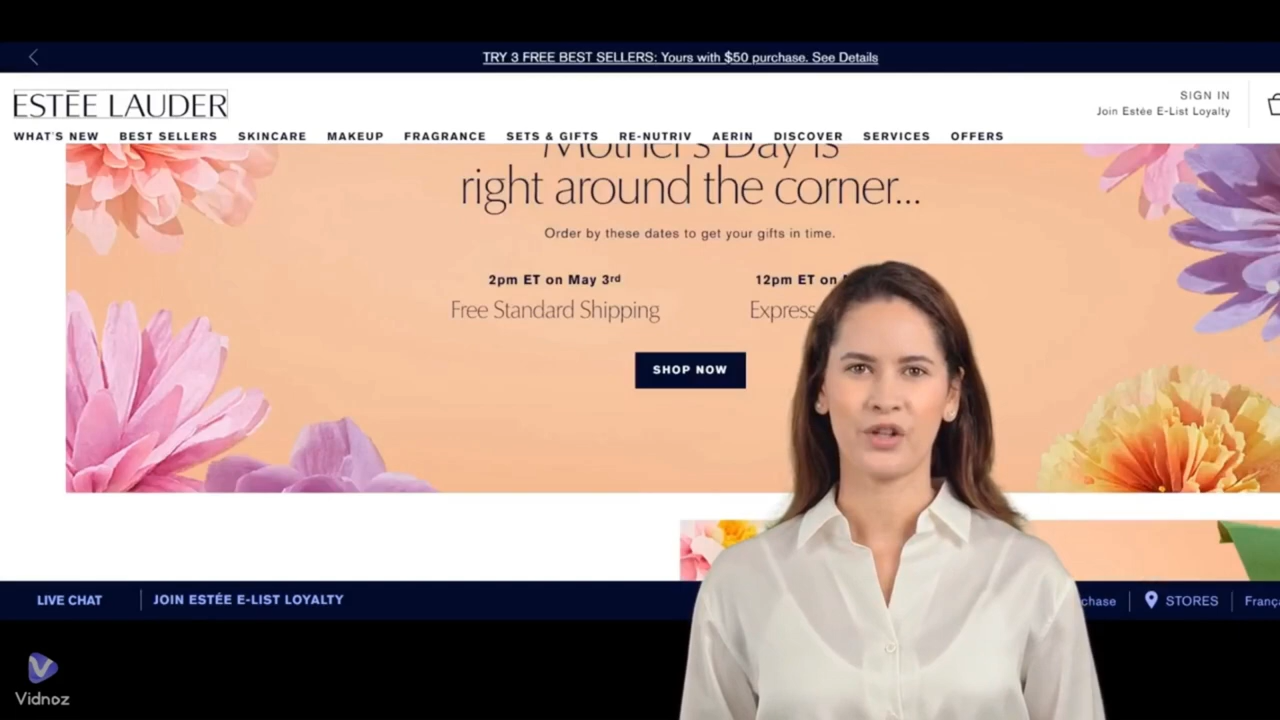 TRY 3 FREE BEST SELLERS: Yours with $50 purchase. See Details
ESTĒE LAUDER
SIGN IN
Join Estée E-List Loyalty
WHAT'S NEW BEST SELLERS SKINCARE MAKEUP FRAGRANCE SETS & GIFTS RE-NUTRIV AERIN DISCOVER SERVICES OFFERS
Mother's Day is
right around the corner...
Order by these dates to get your gifts in time.
2pm ET on May 3rd 12pm ET on
Free Standard Shipping Express
SHOP NOW
LIVE CHAT JOIN ESTÉE E-LIST LOYALTY STORES
Vidnoz